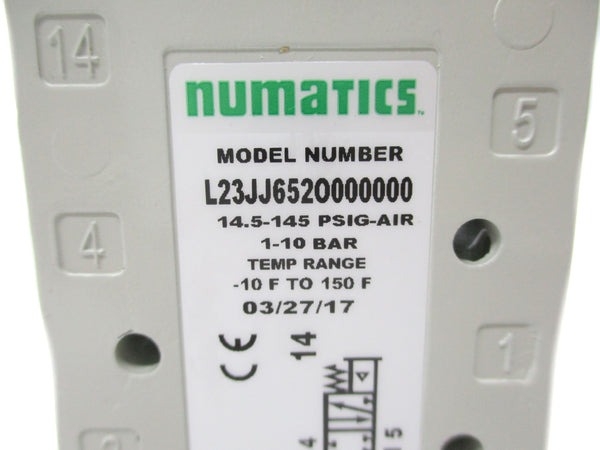 14
numatics
5
MODEL NUMBER
L23JJ652O000000
14.5-145 PSIG-AIR
4
1-10 BAR
TEMP RANGE
-10 F TO 150 F
03/27/17
CE
14
1
4
1 5